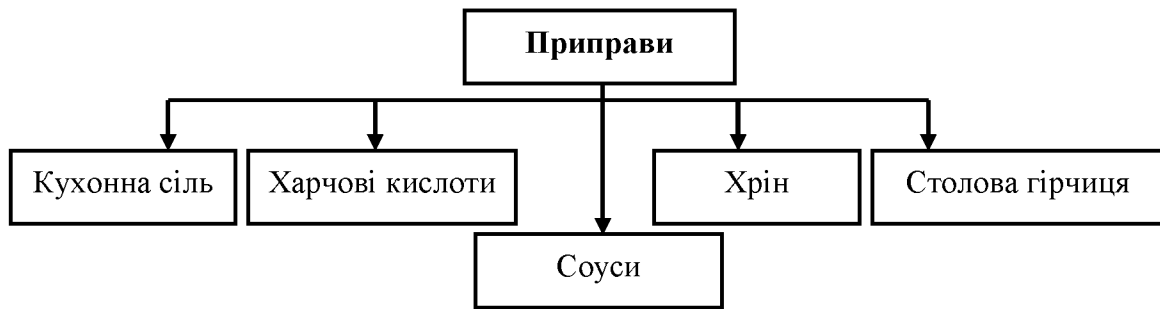 Приправи
Кухонна сіль
Харчові кислоти
Хрін
Столова гірчиця
Соуси